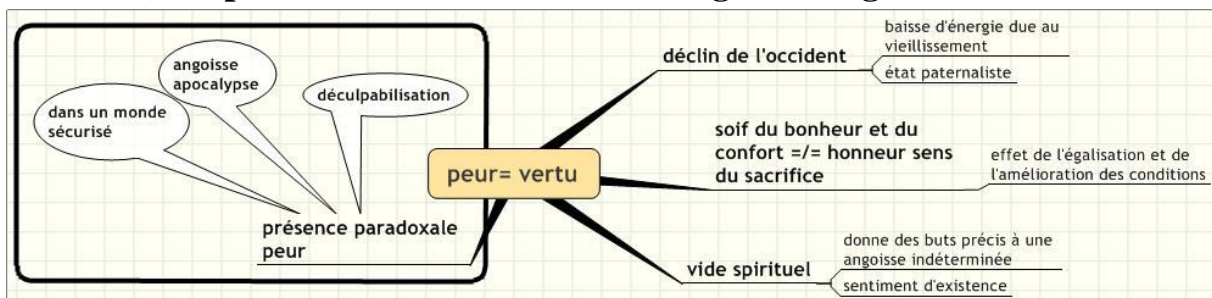 angoisse
apocalypse
déculpabilisation
dans un monde
sécurisé
présence paradoxale
peur
peur= vertu
déclin de l'occident
baisse d'énergie due au
vieillissement
état paternaliste
soif du bonheur et du
confort =/= honneur sens
du sacrifice
effet de l'égalisation et de
l'amélioration des conditions
vide spirituel
donne des buts précis à une
angoisse indéterminée
sentiment d'existence